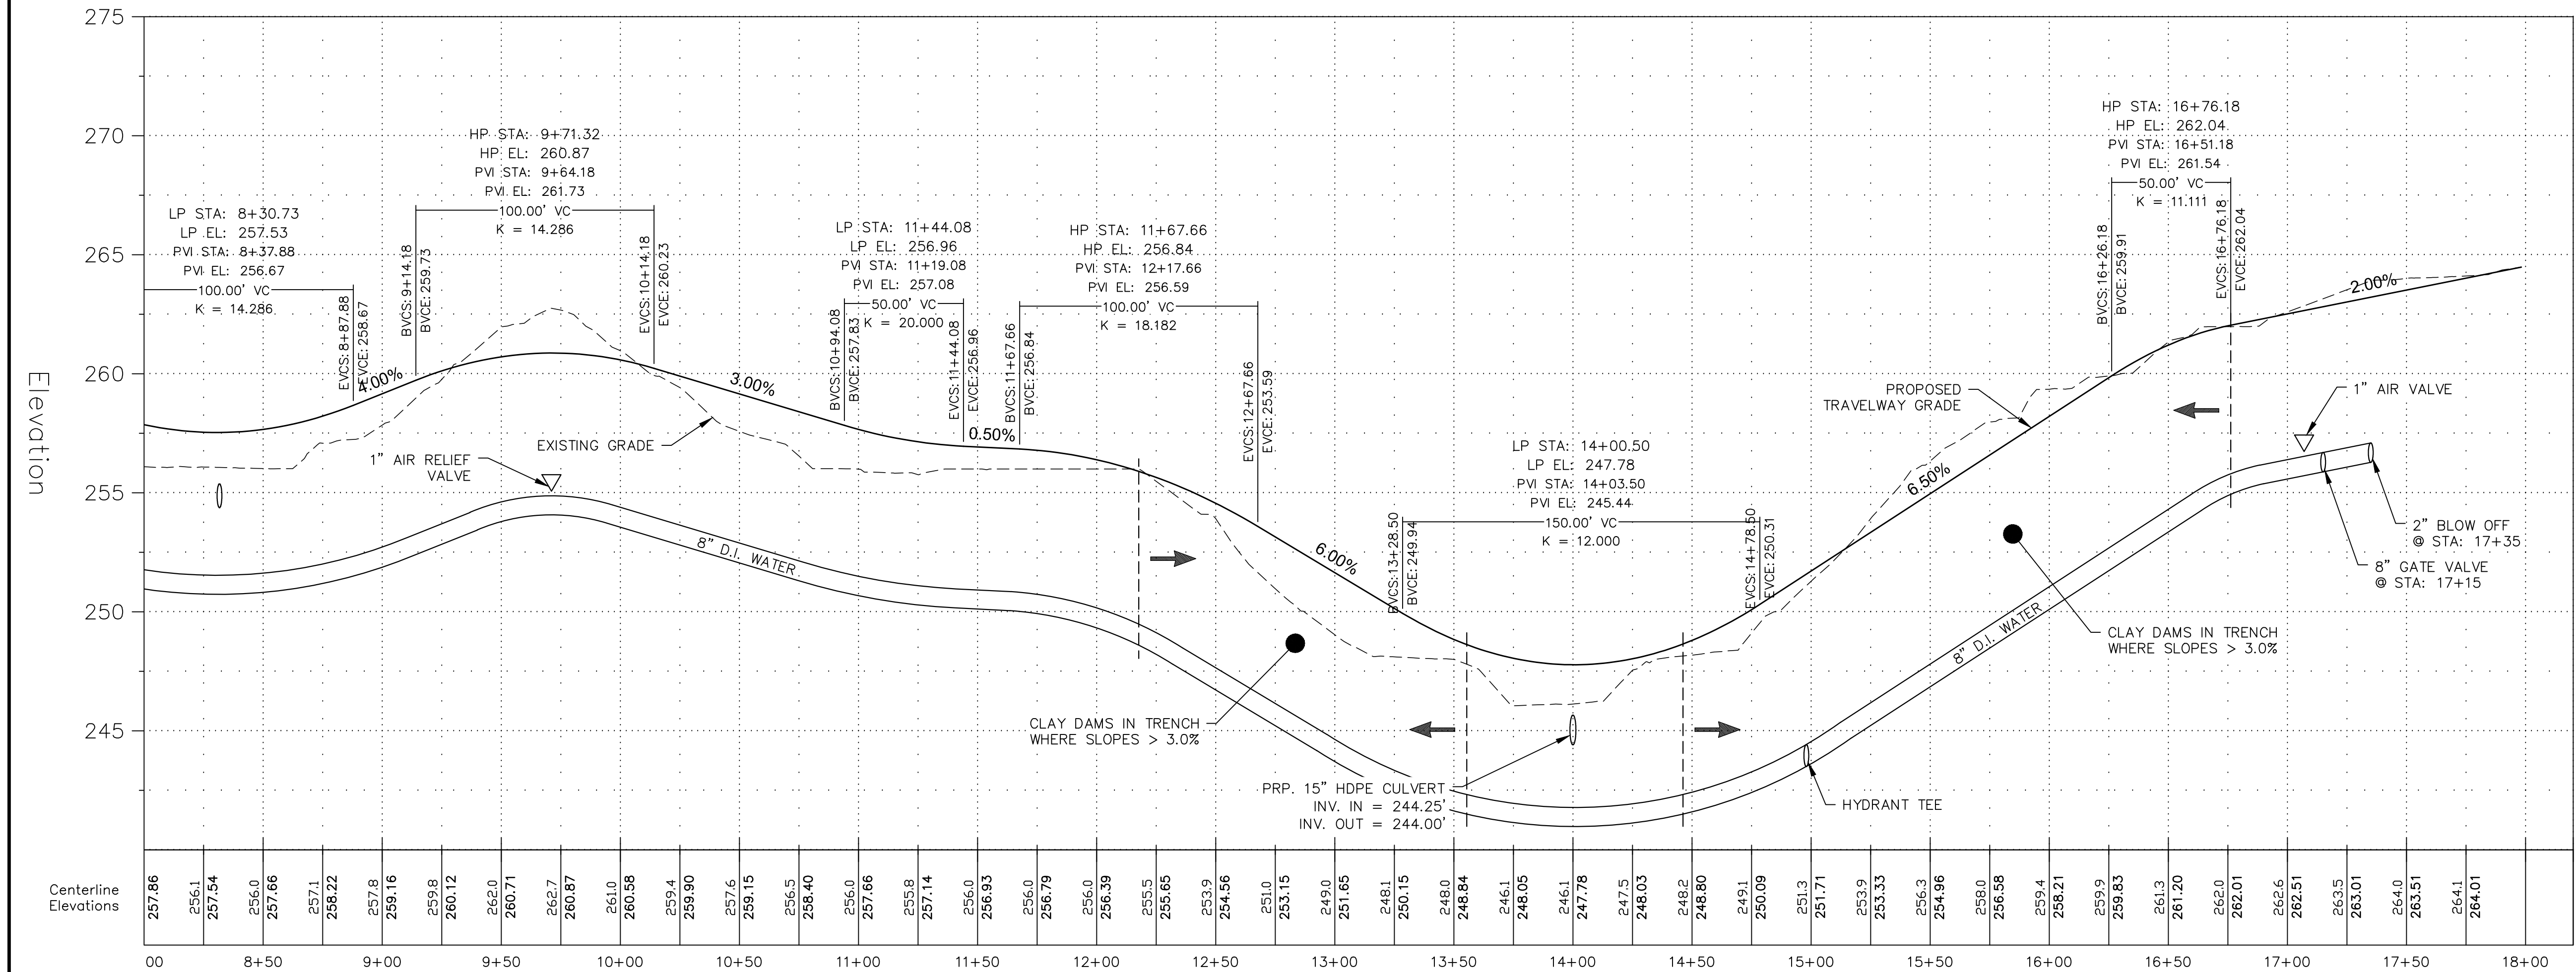 275
270
265
260
255
250
245
Elevation
LP STA: 8+30.73
LP EL: 257.53
PVI STA: 8+37.88
PVI EL: 256.67
100.00' VC
K = 14.286
EVCS: 8+87.88
EVCE: 258.67
4.00%
HP STA: 9+71.32
HP EL: 260.87
PVI STA: 9+64.18
PVI EL: 261.73
100.00' VC
K = 14.286
BVCS: 9+14.18
BVCE: 259.73
EVCS: 10+14.18
EVCE: 260.23
3.00%
EXISTING GRADE
1" AIR RELIEF
VALVE
8" D.I. WATER
LP STA: 11+44.08
LP EL: 256.96
PVI STA: 11+19.08
PVI EL: 257.08
50.00' VC
K = 20.000
BVCS: 10+94.08
BVCE: 257.83
EVCS: 11+44.08
EVCE: 256.96
0.50%
HP STA: 11+67.66
HP EL: 256.84
PVI STA: 12+17.66
PVI EL: 256.59
100.00' VC
K = 18.182
BVCS: 11+67.66
BVCE: 256.84
EVCS: 12+67.66
EVCE: 253.59
6.00%
CLAY DAMS IN TRENCH
WHERE SLOPES > 3.0%
LP STA: 14+00.50
LP EL: 247.78
PVI STA: 14+03.50
PVI EL: 245.44
150.00' VC
K = 12.000
BVCS: 13+28.50
BVCE: 249.94
EVCS: 14+78.50
EVCE: 250.31
PRP. 15" HDPE CULVERT
INV. IN = 244.25'
INV. OUT = 244.00'
HYDRANT TEE
6.50%
PROPOSED
TRAVELWAY GRADE
8" D.I. WATER
CLAY DAMS IN TRENCH
WHERE SLOPES > 3.0%
HP STA: 16+76.18
HP EL: 262.04
PVI STA: 16+51.18
PVI EL: 261.54
50.00' VC
K = 11.111
BVCS: 16+26.18
BVCE: 259.91
EVCS: 16+76.18
EVCE: 262.04
2.00%
1" AIR VALVE
2" BLOW OFF
@ STA: 17+35
8" GATE VALVE
@ STA: 17+15
Centerline
Elevations
257.86
256.1 257.54
256.0 257.66
257.1 258.22
257.8 259.16
259.8 260.12
262.0 260.71
262.7 260.87
261.0 260.58
259.4 259.90
257.6 259.15
256.5 258.40
256.0 257.66
255.8 257.14
256.0 256.93
256.0 256.79
256.0 256.39
255.5 255.65
253.9 254.56
251.0 253.15
249.0 251.65
248.1 250.15
248.0 248.84
246.1 248.05
246.1 247.78
247.5 248.03
248.2 248.80
249.1 250.09
251.3 251.71
253.9 253.33
256.3 254.96
258.0 256.58
259.4 258.21
259.9 259.83
261.3 261.20
262.0 262.01
262.6 262.51
263.5 263.01
264.0 263.51
264.1 264.01
00 8+50 9+00 9+50 10+00 10+50 11+00 11+50 12+00 12+50 13+00 13+50 14+00 14+50 15+00 15+50 16+00 16+50 17+00 17+50 18+00